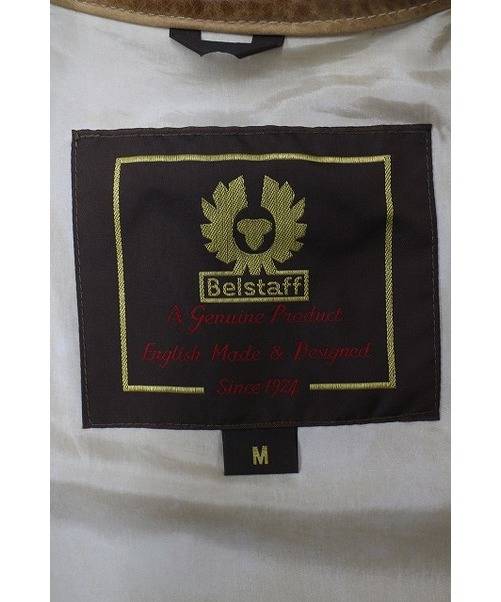 Belstaff
A Genuine Product
English Made & Designed
Since 1924
M